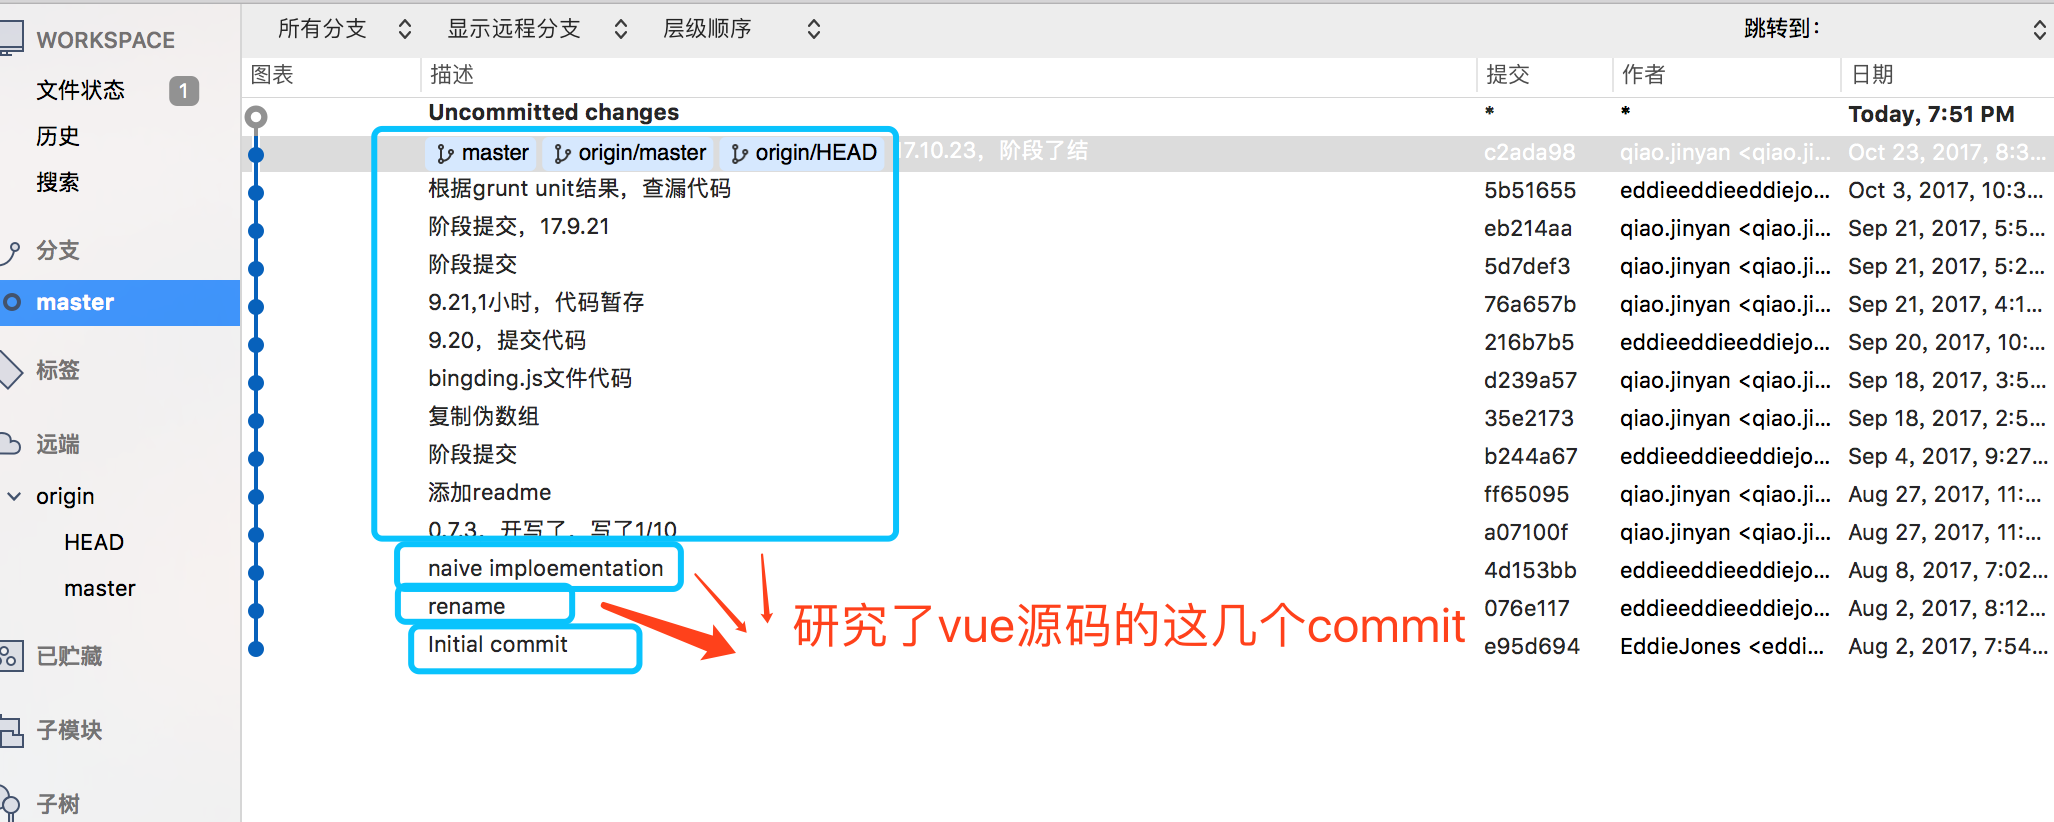 所有分支 显示远程分支 层级顺序 跳转到：
WORKSPACE
文件状态 1
历史
搜索
分支
master
标签
远端
origin
HEAD
master
已贮藏
子模块
子树
图表 描述 提交 作者 日期
Uncommitted changes * * Today, 7:51 PM
master origin/master origin/HEAD 7.10.23，阶段了结 c2ada98 qiao.jinyan <qiao.ji... Oct 23, 2017, 8:3...
根据grunt unit结果，查漏代码 5b51655 eddieeddieeddiejo... Oct 3, 2017, 10:3...
阶段提交，17.9.21 eb214aa qiao.jinyan <qiao.ji... Sep 21, 2017, 5:5...
阶段提交 5d7def3 qiao.jinyan <qiao.ji... Sep 21, 2017, 5:2...
9.21,1小时，代码暂存 76a657b qiao.jinyan <qiao.ji... Sep 21, 2017, 4:1...
9.20，提交代码 216b7b5 eddieeddieeddiejo... Sep 20, 2017, 10:...
bingding.js文件代码 d239a57 qiao.jinyan <qiao.ji... Sep 18, 2017, 3:5...
复制伪数组 35e2173 qiao.jinyan <qiao.ji... Sep 18, 2017, 2:5...
阶段提交 b244a67 eddieeddieeddiejo... Sep 4, 2017, 9:27...
添加readme ff65095 qiao.jinyan <qiao.ji... Aug 27, 2017, 11:...
0.7.3，开写了，写了1/10 a07100f qiao.jinyan <qiao.ji... Aug 27, 2017, 11:...
naive imploementation 4d153bb eddieeddieeddiejo... Aug 8, 2017, 7:02...
rename 076e117 eddieeddieeddiejo... Aug 2, 2017, 8:12...
Initial commit e95d694 EddieJones <eddi... Aug 2, 2017, 7:54...
研究了vue源码的这几个commit